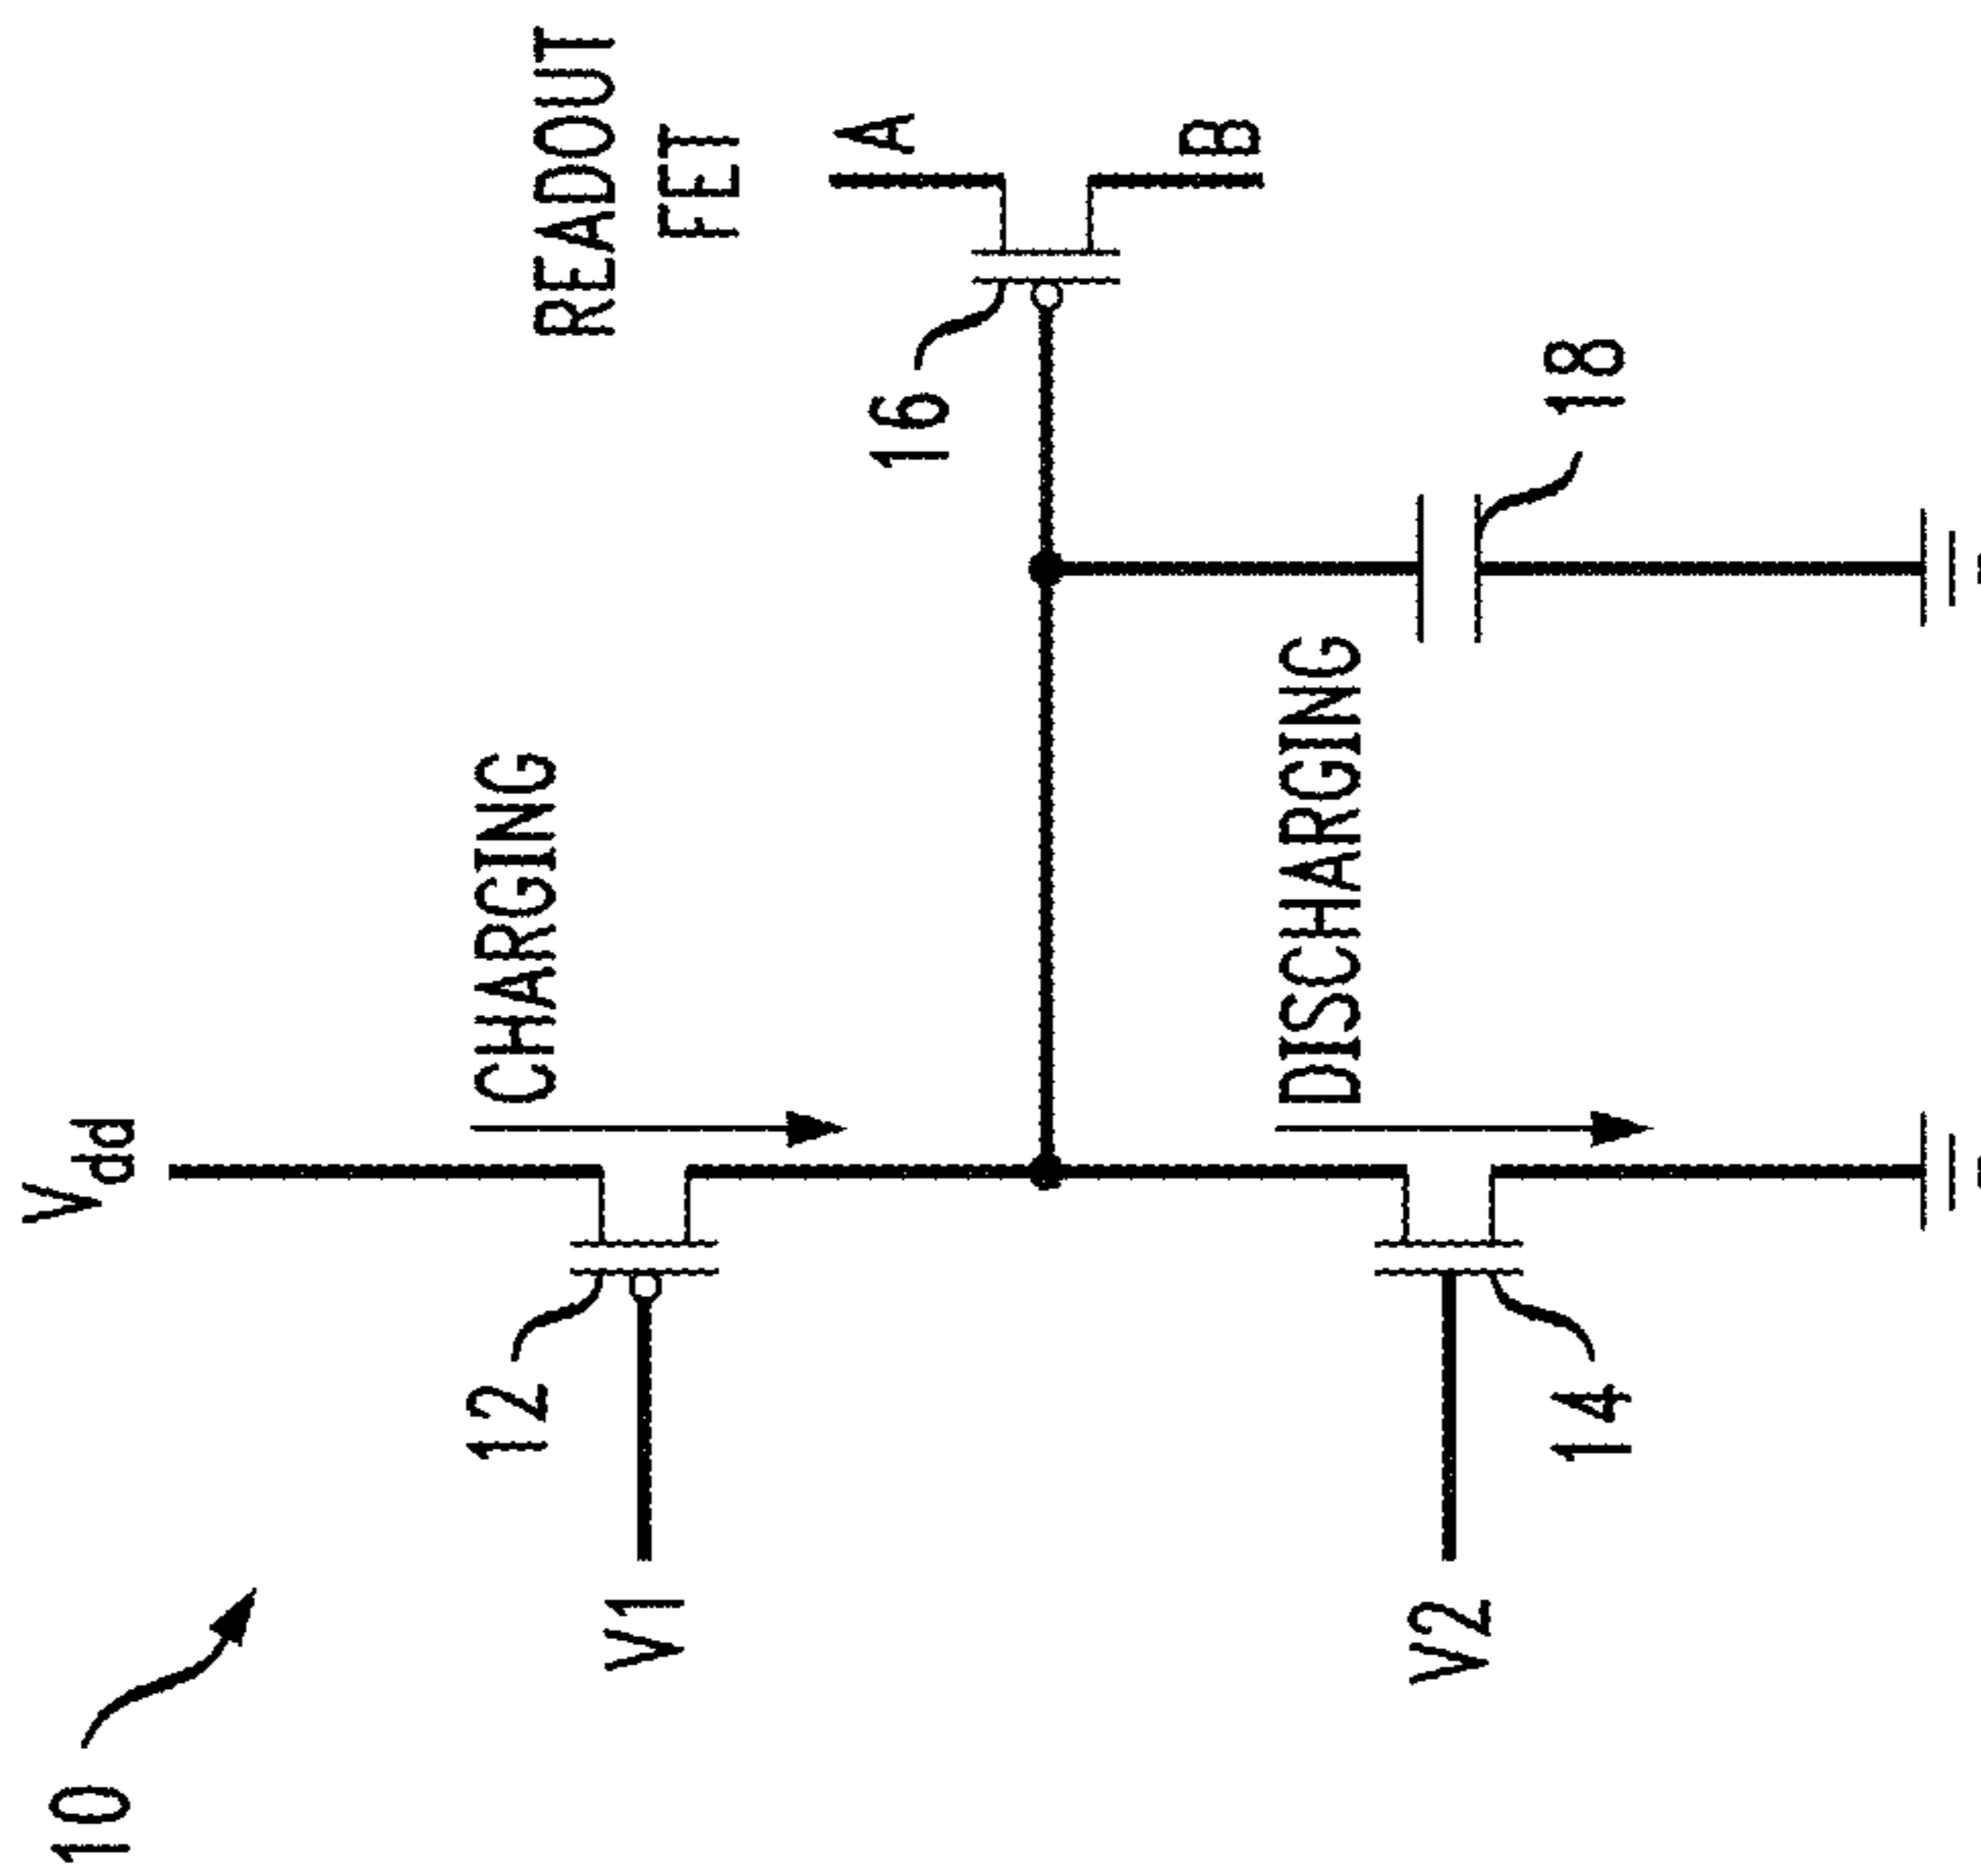 10
Vdd
CHARGING
READOUT
FET
12
V1
16
A
B
DISCHARGING
18
V2
14